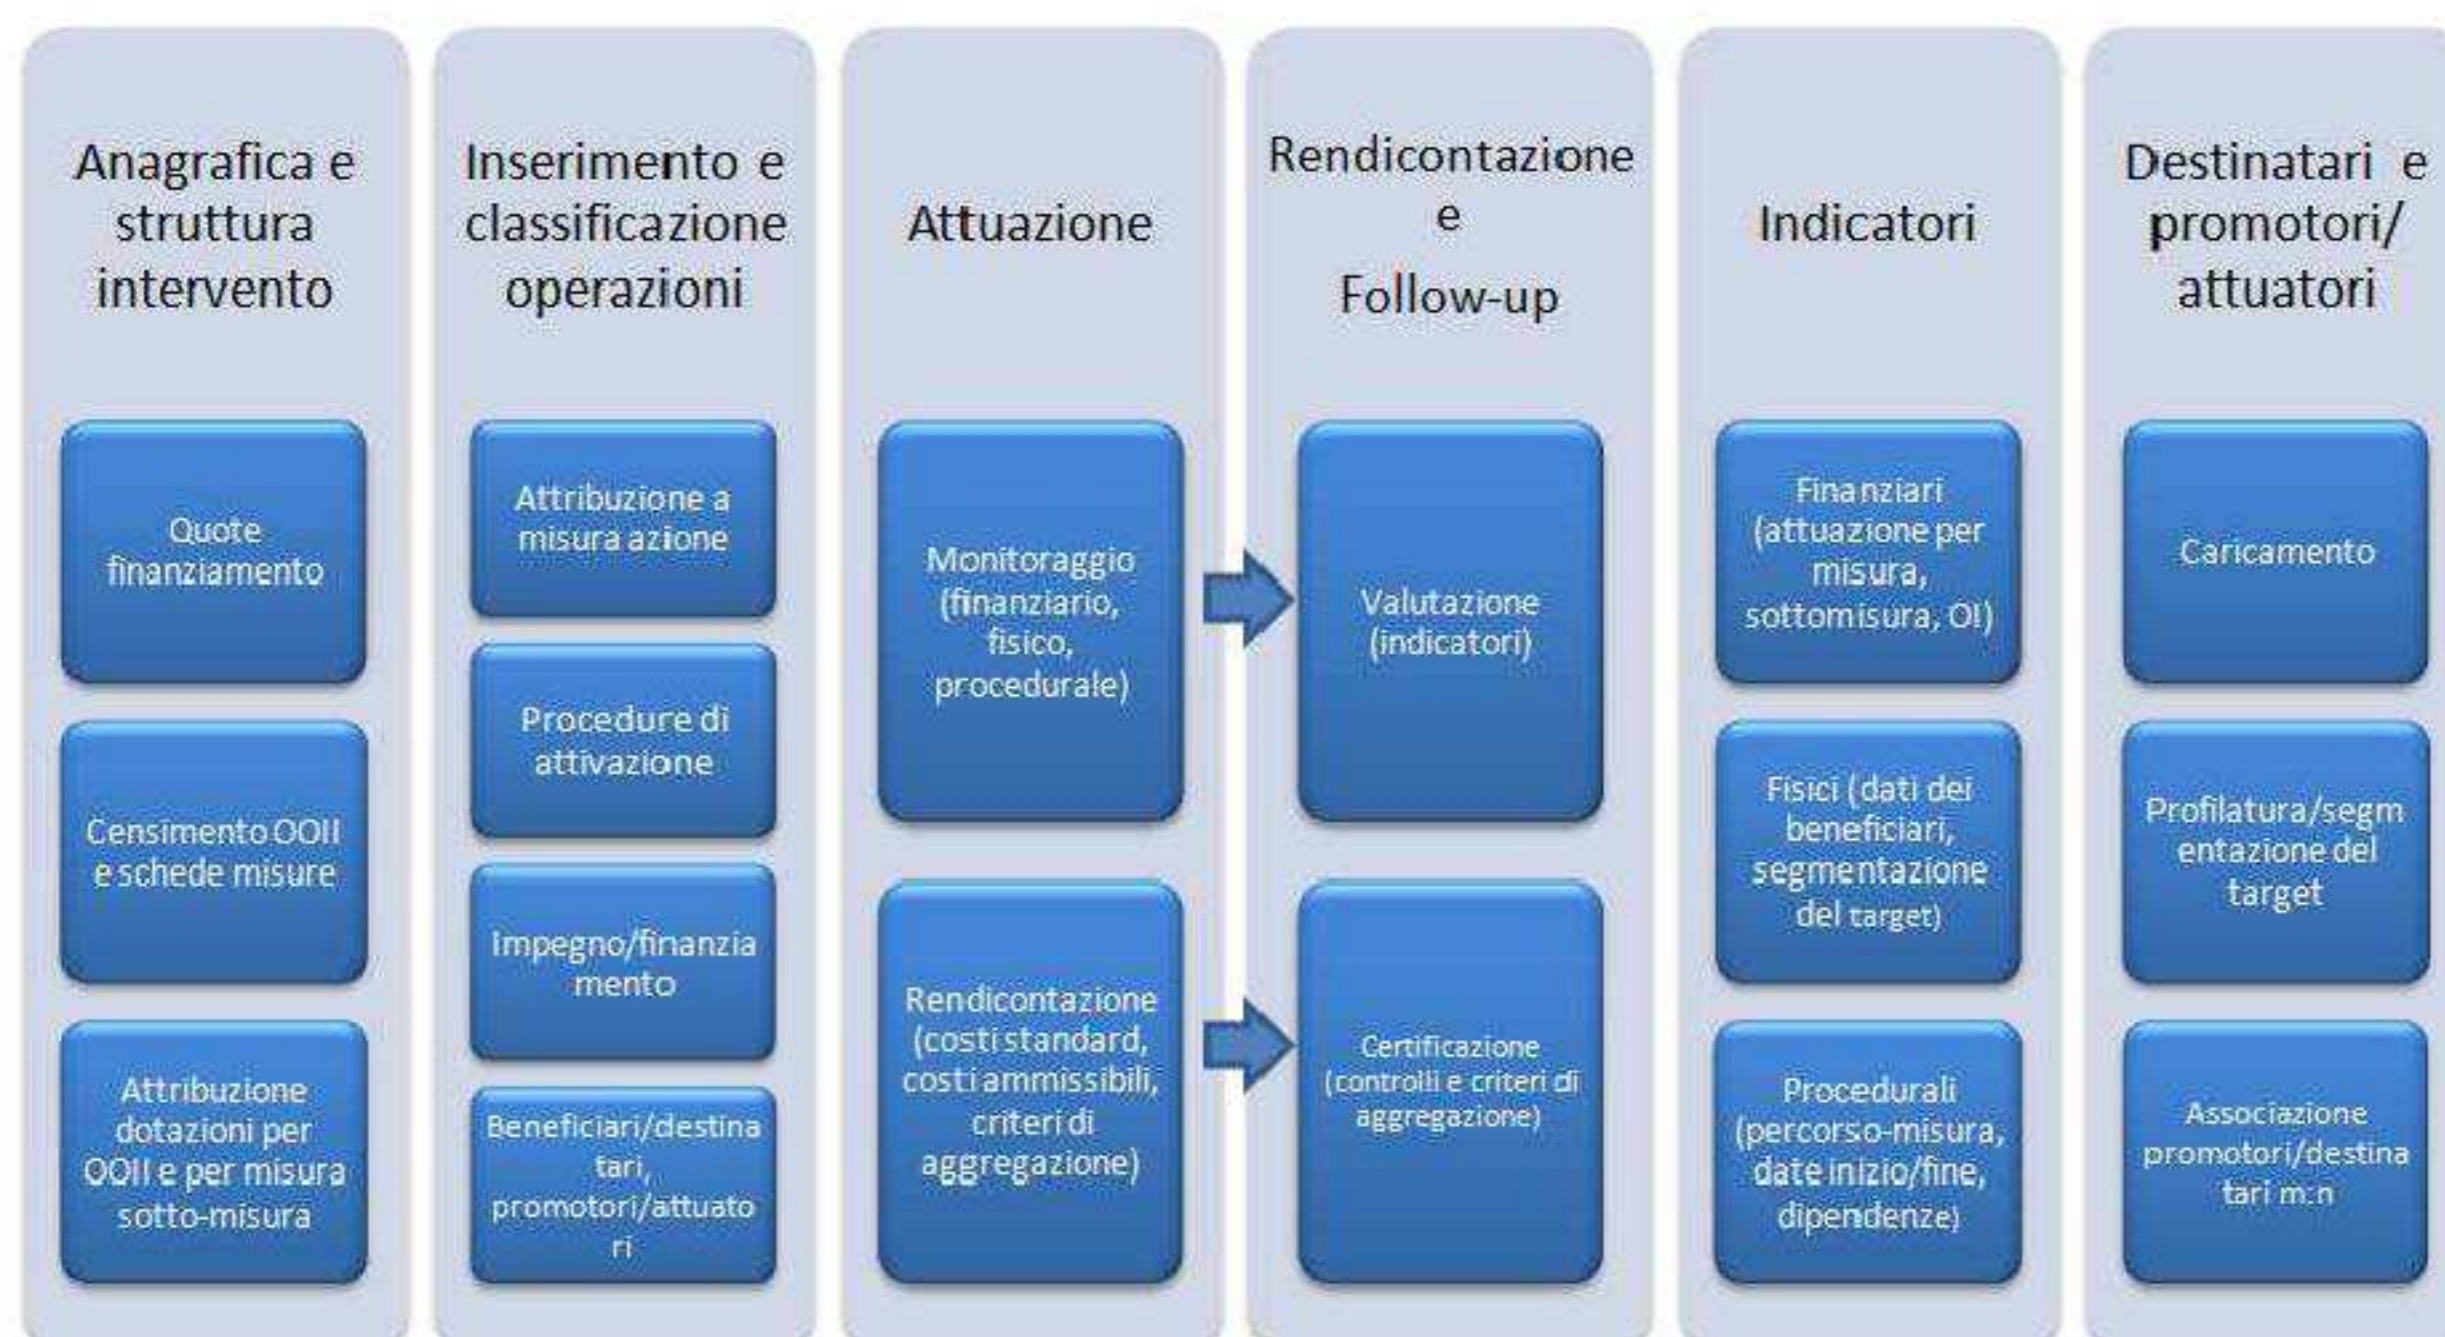 Anagrafica e
struttura
intervento
Quote
finanziamento
Censimento OOII
e schede misure
Attribuzione
dotazioni per
OOII e per misura
sotto-misura
Inserimento e
classificazione
operazioni
Attribuzione a
misura azione
Procedure di
attivazione
Impegno/finanzia
mento
Beneficiari/destina
tari,
promotori/attuato
ri
Attuazione
Monitoraggio
(finanziario,
fisico,
procedurale)
Rendicontazione
(costi standard,
costi ammissibili,
criteri di
aggregazione)
Rendicontazione
e
Follow-up
Valutazione
(indicatori)
Certificazione
(controlli e criteri di
aggregazione)
Indicatori
Finanziari
(attuazione per
misura,
sottomisura, OI)
Fisici (dati dei
beneficiari,
segmentazione
del target)
Procedurali
(percorso-misura,
date inizio/fine,
dipendenze)
Destinatari e
promotori/
attuatori
Caricamento
Profilatura/segm
entazione del
target
Associazione
promotori/destina
tari m:n